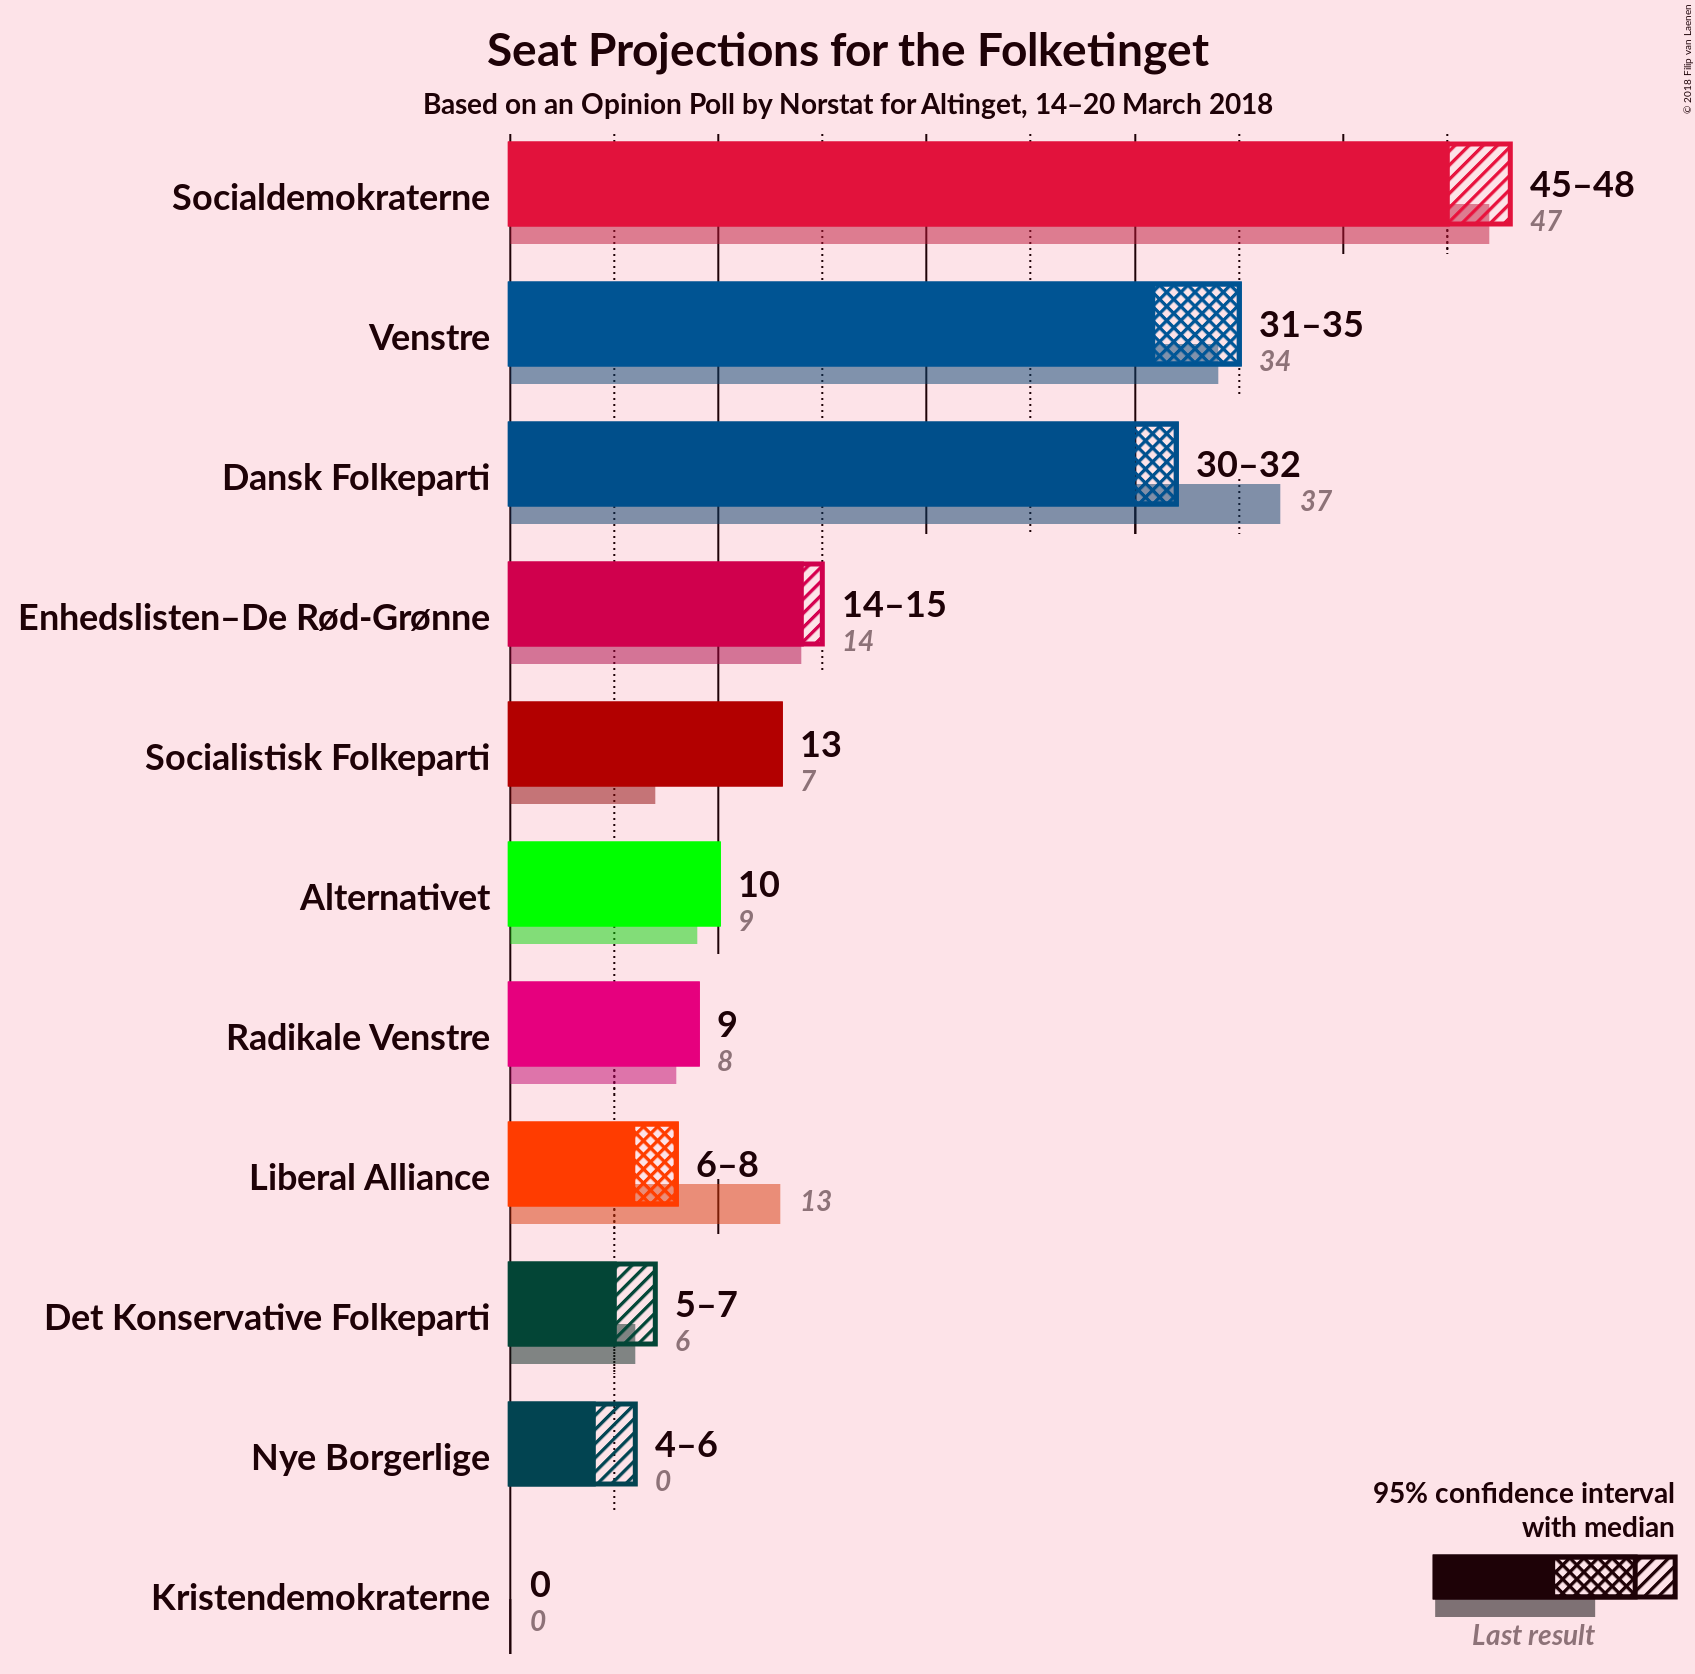 Seat Projections for the Folketinget
Based on an Opinion Poll by Norstat for Altinget, 14–20 March 2018
© 2018 Filip van Laenen
Socialdemokraterne
45–48
47
Venstre
31–35
34
Dansk Folkeparti
30–32
37
Enhedslisten–De Rød-Grønne
14–15
14
Socialistisk Folkeparti
13
7
Alternativet
10
9
Radikale Venstre
9
8
Liberal Alliance
6–8
13
Det Konservative Folkeparti
5–7
6
Nye Borgerlige
4–6
0
Kristendemokraterne
0
0
95% confidence interval
with median
Last result